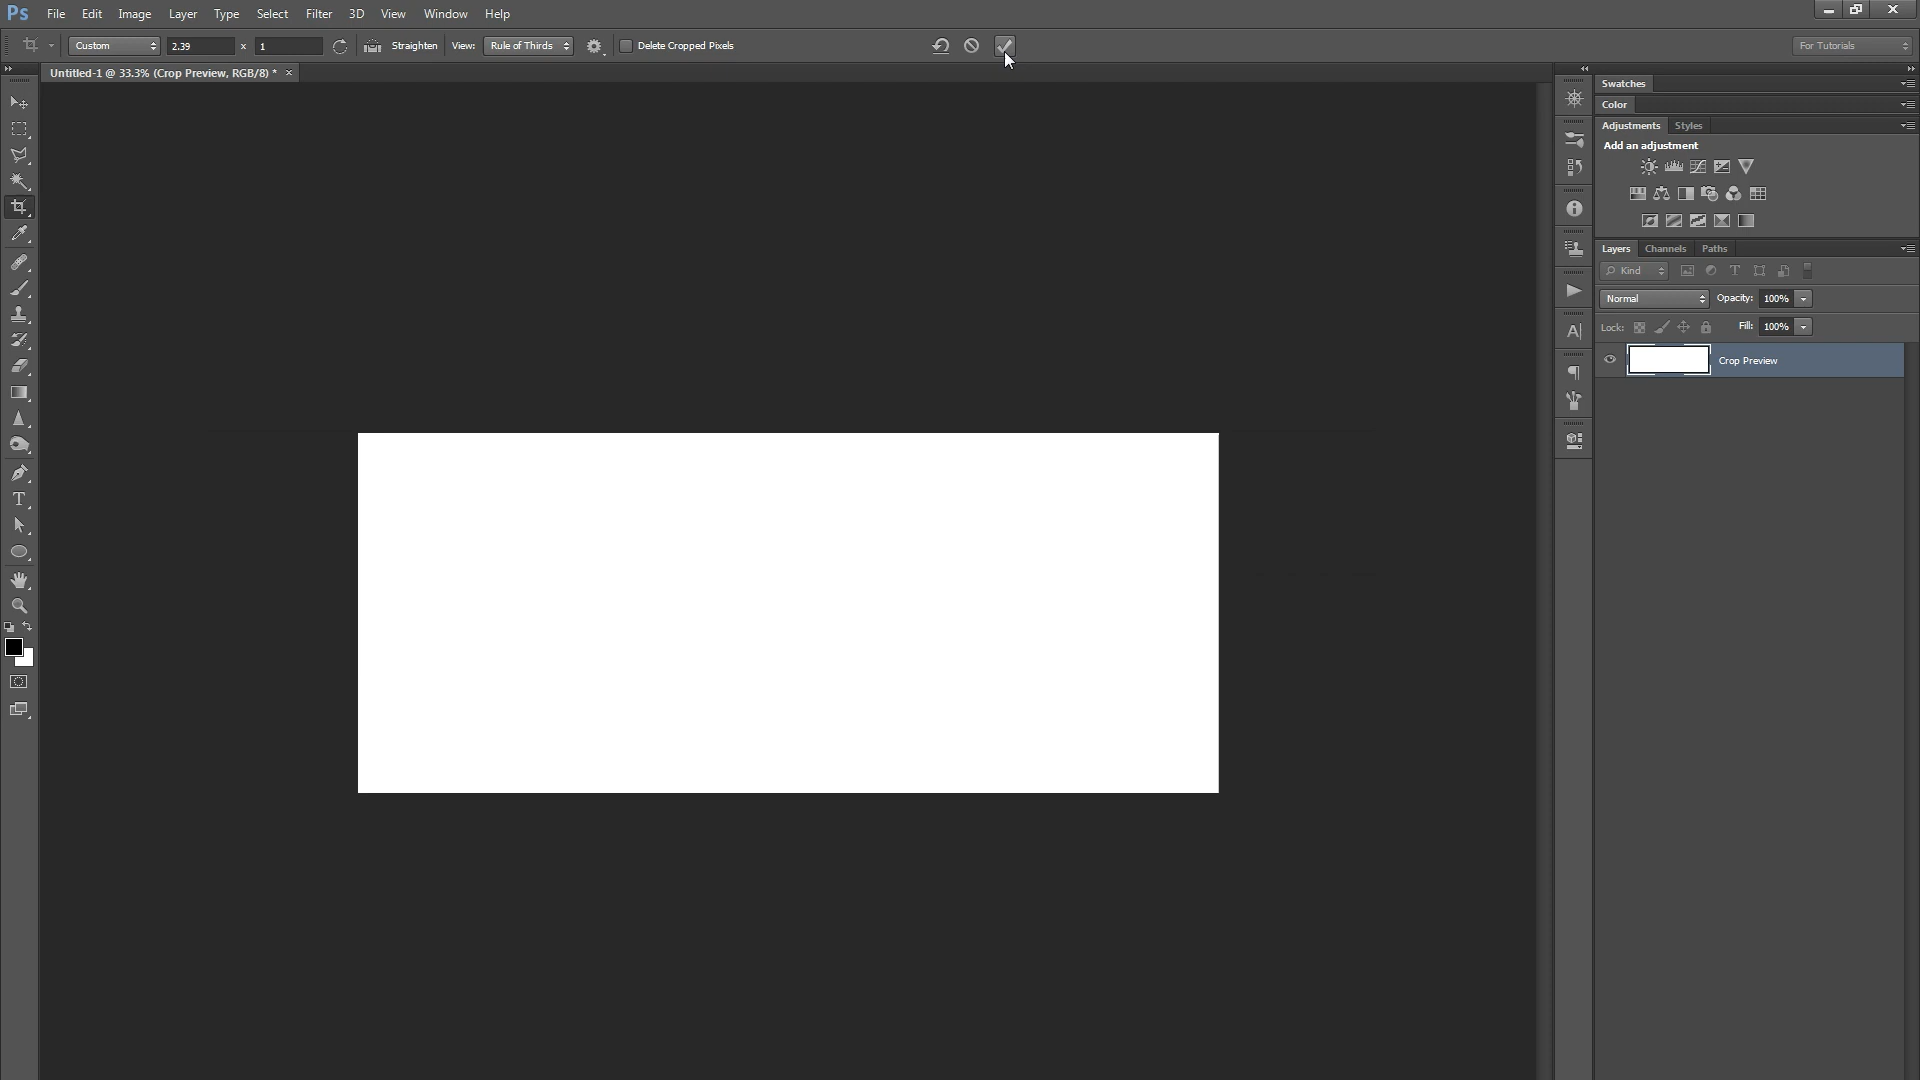 Ps File Edit Image Layer Type Select Filter 3D View Window Help
Custom 2.39 x 1 Straighten View: Rule of Thirds Delete Cropped Pixels For Tutorials
Untitled-1 @ 33.3% (Crop Preview, RGB/8) * ×
Swatches
Color
Adjustments Styles
Add an adjustment
Layers Channels Paths
Kind T
Normal Opacity: 100%
Lock: Fill: 100%
Crop Preview
A|
T